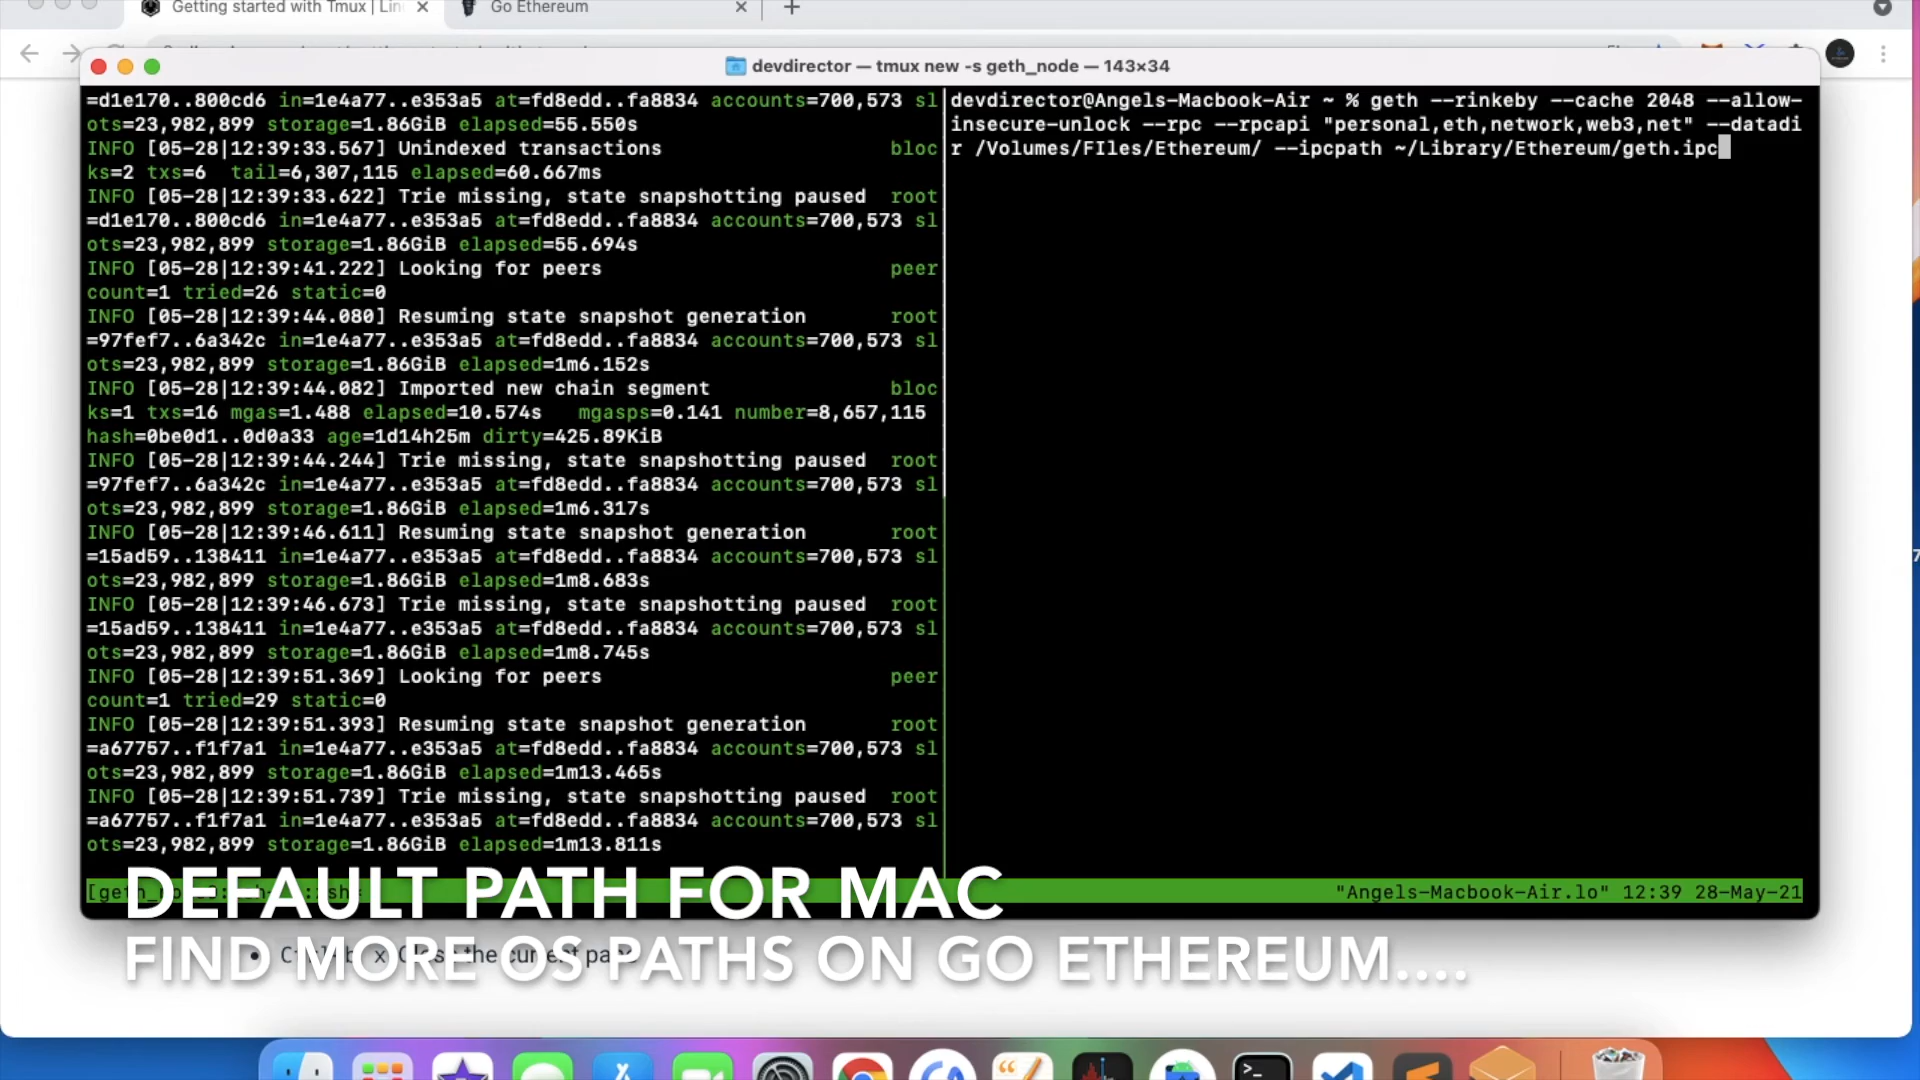 Getting started with Tmux | Lin
Go Ethereum
devdirector — tmux new -s geth_node — 143×34
=d1e170..800cd6 in=1e4a77..e353a5 at=fd8edd..fa8834 accounts=700,573 sl
ots=23,982,899 storage=1.86GiB elapsed=55.550s
INFO [05-28|12:39:33.567] Unindexed transactions bloc
ks=2 txs=6 tail=6,307,115 elapsed=60.667ms
INFO [05-28|12:39:33.622] Trie missing, state snapshotting paused root
=d1e170..800cd6 in=1e4a77..e353a5 at=fd8edd..fa8834 accounts=700,573 sl
ots=23,982,899 storage=1.86GiB elapsed=55.694s
INFO [05-28|12:39:41.222] Looking for peers peer
count=1 tried=26 static=0
INFO [05-28|12:39:44.080] Resuming state snapshot generation root
=97fef7..6a342c in=1e4a77..e353a5 at=fd8edd..fa8834 accounts=700,573 sl
ots=23,982,899 storage=1.86GiB elapsed=1m6.152s
INFO [05-28|12:39:44.082] Imported new chain segment bloc
ks=1 txs=16 mgas=1.488 elapsed=10.574s mgasps=0.141 number=8,657,115
hash=0be0d1..0d0a33 age=1d14h25m dirty=425.89KiB
INFO [05-28|12:39:44.244] Trie missing, state snapshotting paused root
=97fef7..6a342c in=1e4a77..e353a5 at=fd8edd..fa8834 accounts=700,573 sl
ots=23,982,899 storage=1.86GiB elapsed=1m6.317s
INFO [05-28|12:39:46.611] Resuming state snapshot generation root
=15ad59..138411 in=1e4a77..e353a5 at=fd8edd..fa8834 accounts=700,573 sl
ots=23,982,899 storage=1.86GiB elapsed=1m8.683s
INFO [05-28|12:39:46.673] Trie missing, state snapshotting paused root
=15ad59..138411 in=1e4a77..e353a5 at=fd8edd..fa8834 accounts=700,573 sl
ots=23,982,899 storage=1.86GiB elapsed=1m8.745s
INFO [05-28|12:39:51.369] Looking for peers peer
count=1 tried=29 static=0
INFO [05-28|12:39:51.393] Resuming state snapshot generation root
=a67757..f1f7a1 in=1e4a77..e353a5 at=fd8edd..fa8834 accounts=700,573 sl
ots=23,982,899 storage=1.86GiB elapsed=1m13.465s
INFO [05-28|12:39:51.739] Trie missing, state snapshotting paused root
=a67757..f1f7a1 in=1e4a77..e353a5 at=fd8edd..fa8834 accounts=700,573 sl
ots=23,982,899 storage=1.86GiB elapsed=1m13.811s
devdirector@Angels-Macbook-Air ~ % geth --rinkeby --cache 2048 --allow-
insecure-unlock --rpc --rpcapi "personal,eth,network,web3,net" --datadi
r /Volumes/FIles/Ethereum/ --ipcpath ~/Library/Ethereum/geth.ipc
"Angels-Macbook-Air.lo" 12:39 28-May-21
DEFAULT PATH FOR MAC
FIND MORE OS PATHS ON GO ETHEREUM....